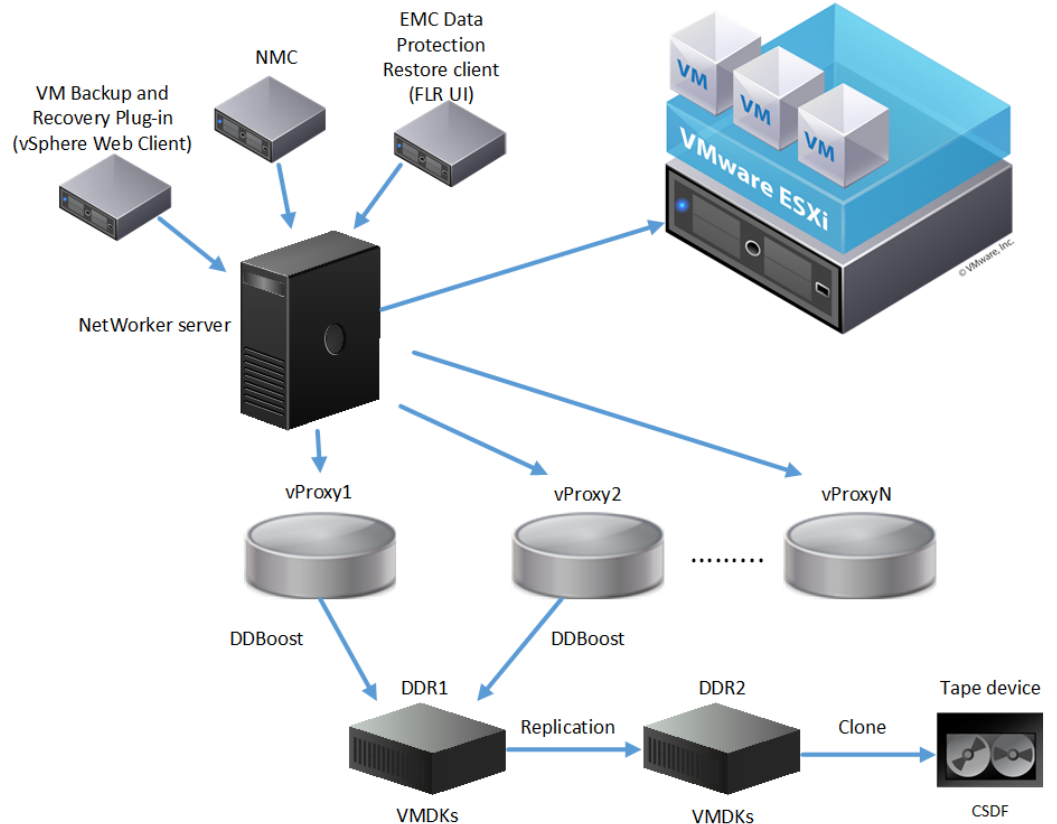 EMC Data
Protection
Restore client
(FLR UI)
NMC
VM Backup and
Recovery Plug-in
(vSphere Web Client)
VM
VM
VM
VMware ESXi
© VMware, Inc.
NetWorker server
vProxy1
vProxy2
vProxyN
.........
DDBoost
DDBoost
DDR1
DDR2
Tape device
Replication
Clone
VMDKs
VMDKs
CSDF